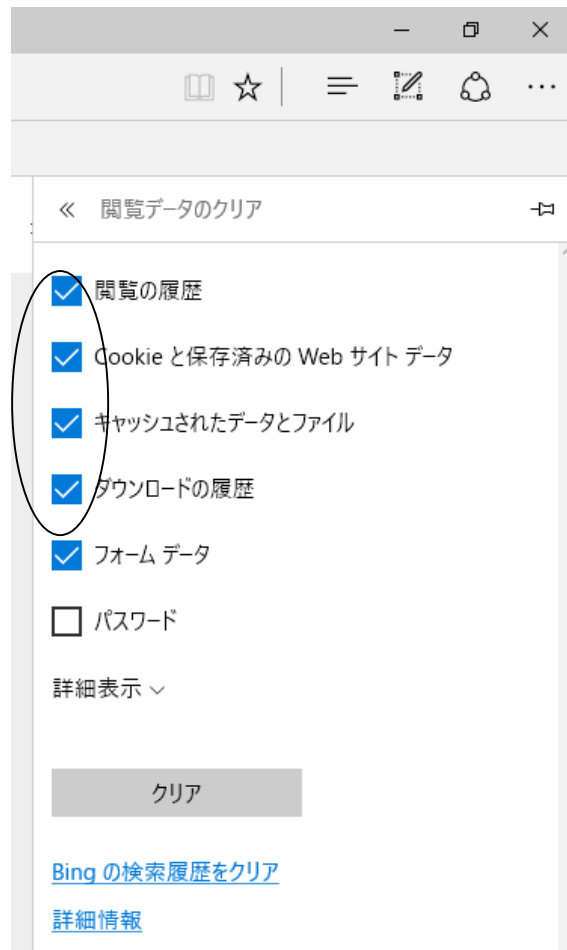 閲覧データのクリア
閲覧の履歴
Cookie と保存済みの Web サイト データ
キャッシュされたデータとファイル
ダウンロードの履歴
フォーム データ
パスワード
詳細表示
クリア
Bing の検索履歴をクリア
詳細情報